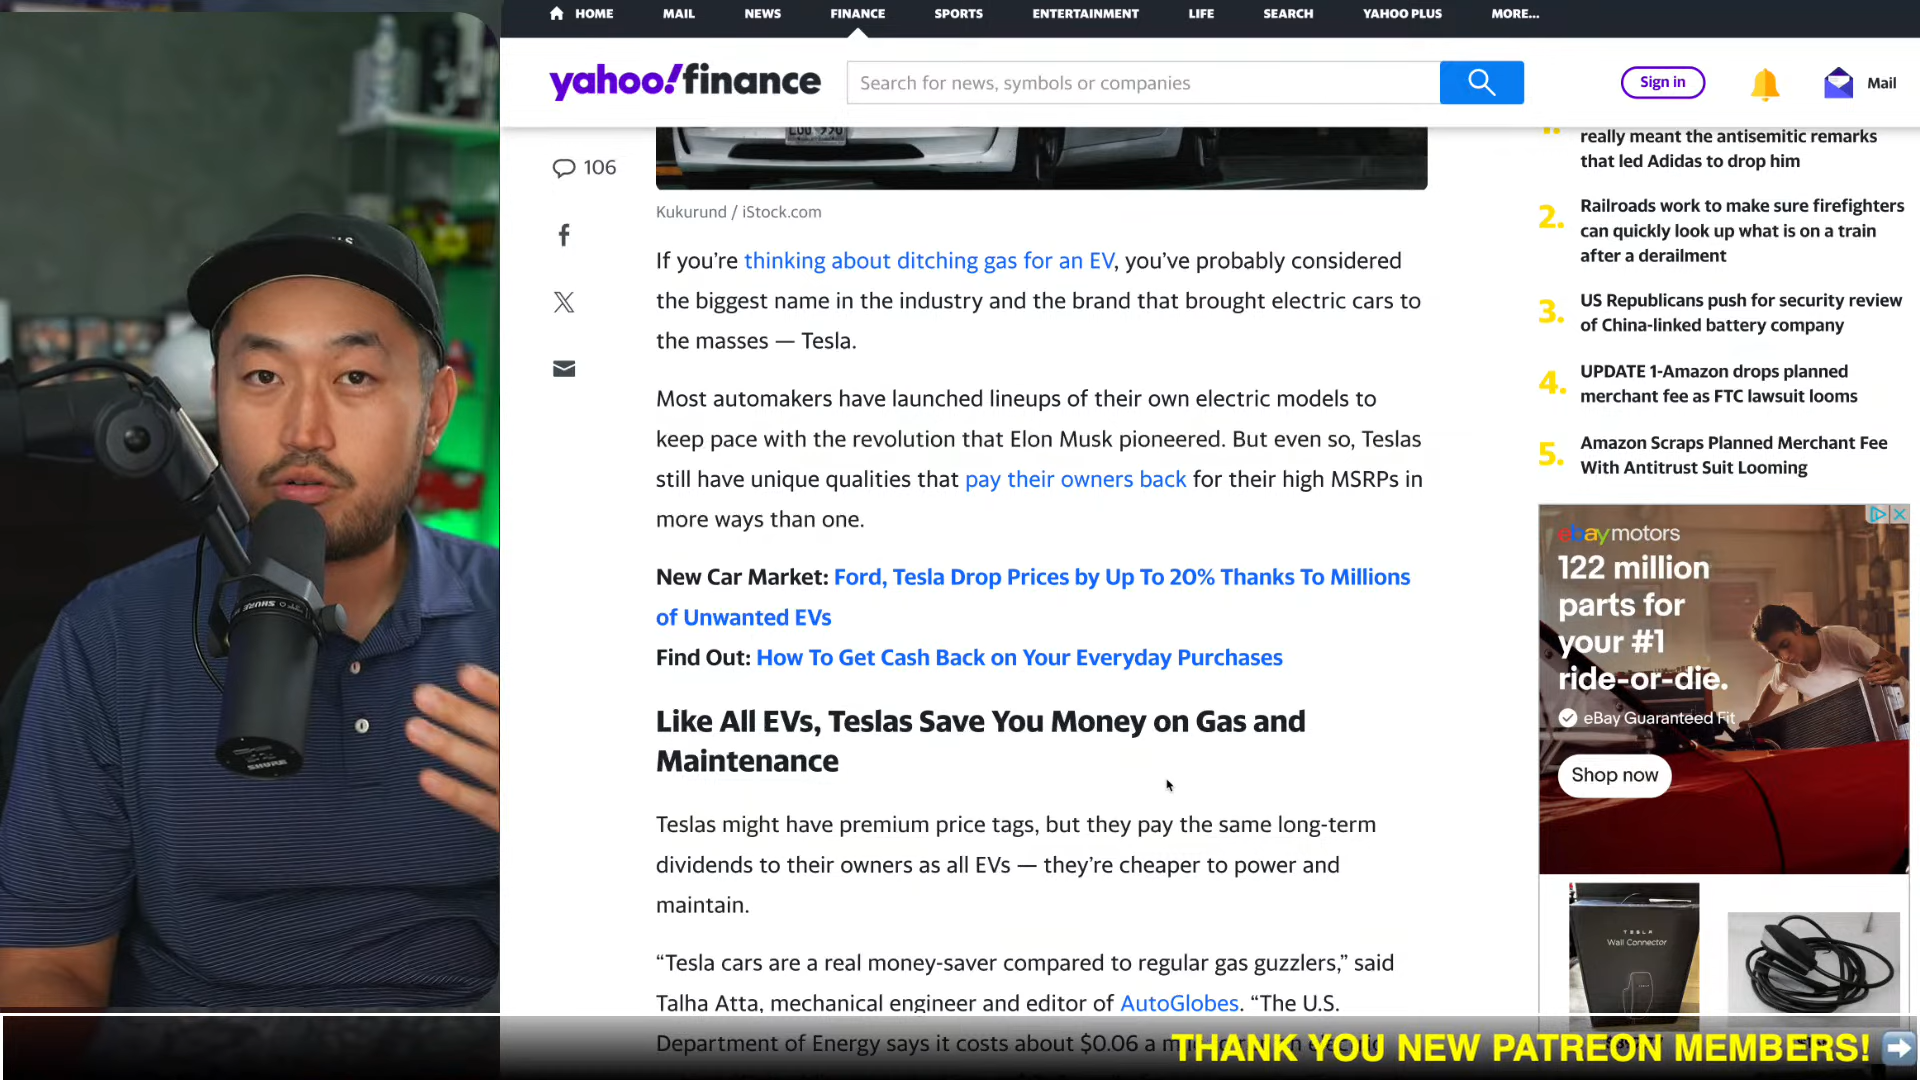 HOME MAIL NEWS FINANCE SPORTS ENTERTAINMENT LIFE SEARCH YAHOO PLUS MORE...
yahoo!finance
Search for news, symbols or companies
Sign in
Mail
106
Kukurund / iStock.com
If you’re thinking about ditching gas for an EV, you’ve probably considered
the biggest name in the industry and the brand that brought electric cars to
the masses — Tesla.
Most automakers have launched lineups of their own electric models to
keep pace with the revolution that Elon Musk pioneered. But even so, Teslas
still have unique qualities that pay their owners back for their high MSRPs in
more ways than one.
New Car Market: Ford, Tesla Drop Prices by Up To 20% Thanks To Millions
of Unwanted EVs
Find Out: How To Get Cash Back on Your Everyday Purchases
Like All EVs, Teslas Save You Money on Gas and
Maintenance
Teslas might have premium price tags, but they pay the same long-term
dividends to their owners as all EVs — they’re cheaper to power and
maintain.
“Tesla cars are a real money-saver compared to regular gas guzzlers,” said
Talha Atta, mechanical engineer and editor of AutoGlobes. “The U.S.
Department of Energy says it costs about $0.06 a
really meant the antisemitic remarks
that led Adidas to drop him
2. Railroads work to make sure firefighters
can quickly look up what is on a train
after a derailment
3. US Republicans push for security review
of China-linked battery company
4. UPDATE 1-Amazon drops planned
merchant fee as FTC lawsuit looms
5. Amazon Scraps Planned Merchant Fee
With Antitrust Suit Looming
ebay motors
122 million
parts for
your #1
ride-or-die.
eBay Guaranteed Fit
Shop now
TESLA
Wall Connector
SHURE
SHURE
THANK YOU NEW PATREON MEMBERS!